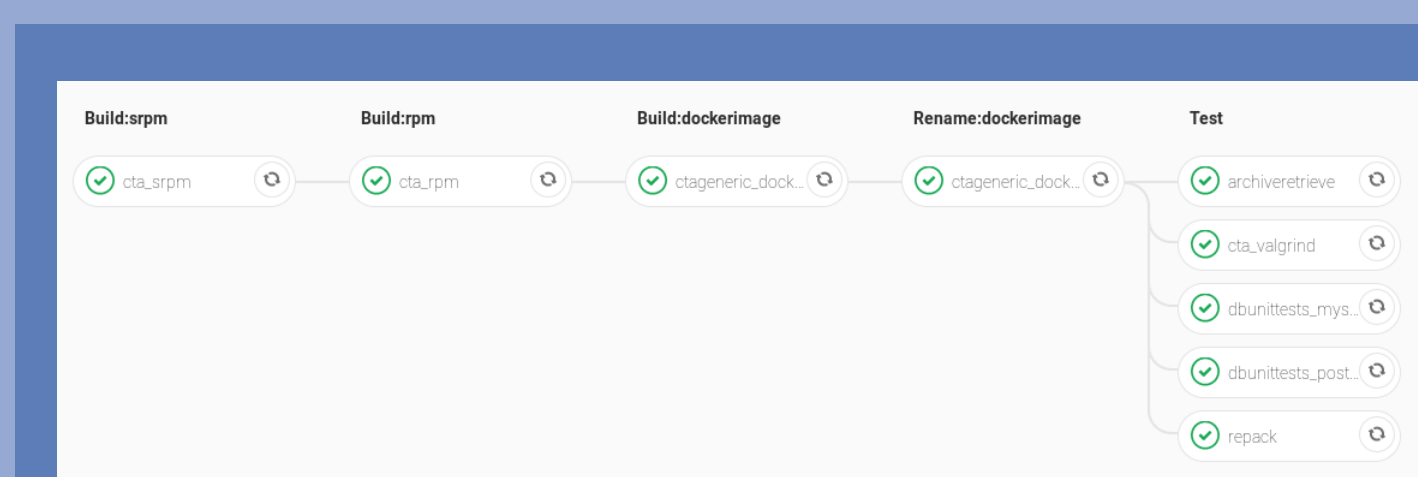 Build:srpm
Build:rpm
Build:dockerimage
Rename:dockerimage
Test
cta_srpm
cta_rpm
ctageneric_dock...
ctageneric_dock...
archiveretrieve
cta_valgrind
dbunittests_mys...
dbunittests_post...
repack